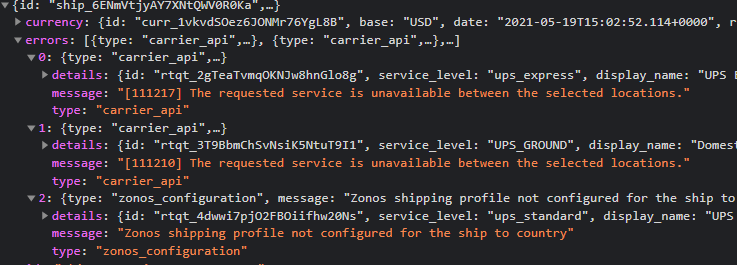 {id: "ship_6ENmVtjyAY7XNtQWV0R0Ka",…}
currency: {id: "curr_1vkvdSOez6JONMr76YgL8B", base: "USD", date: "2021-05-19T15:02:52.114+0000", r
errors: [{type: "carrier_api",…}, {type: "carrier_api",…},…]
0: {type: "carrier_api",…}
details: {id: "rtqt_2gTeaTvmqOKNJw8hnGlo8g", service_level: "ups_express", display_name: "UPS E
message: "[111217] The requested service is unavailable between the selected locations."
type: "carrier_api"
1: {type: "carrier_api",…}
details: {id: "rtqt_3T9BbmChSvNsiK5NtuT9I1", service_level: "UPS_GROUND", display_name: "Domest
message: "[111210] The requested service is unavailable between the selected locations."
type: "carrier_api"
2: {type: "zonos_configuration", message: "Zonos shipping profile not configured for the ship to
details: {id: "rtqt_4dwwi7pjO2FBOiifhw20Ns", service_level: "ups_standard", display_name: "UPS
message: "Zonos shipping profile not configured for the ship to country"
type: "zonos_configuration"